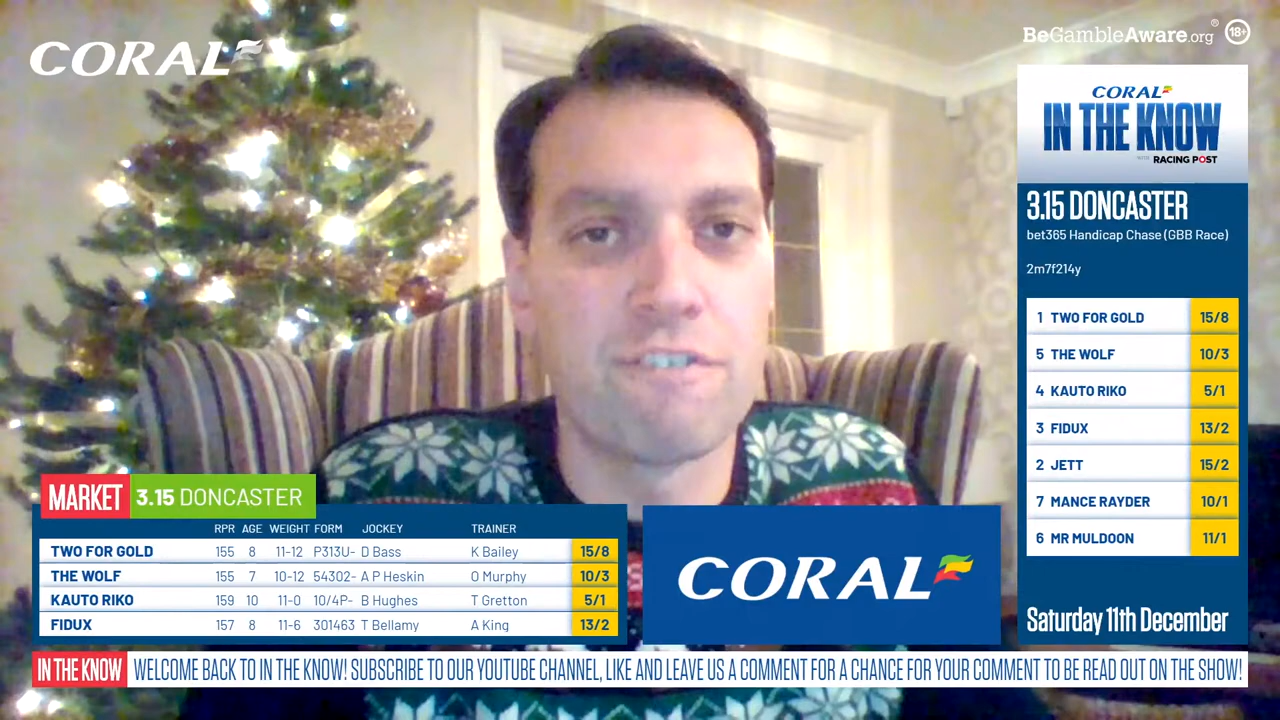 CORAL
BeGambleAware.org® 18+
CORAL
IN THE KNOW
WITH RACING POST
3.15 DONCASTER
bet365 Handicap Chase (GBB Race)
2m7f214y
1 TWO FOR GOLD 15/8
5 THE WOLF 10/3
4 KAUTO RIKO 5/1
3 FIDUX 13/2
2 JETT 15/2
7 MANCE RAYDER 10/1
6 MR MULDOON 11/1
Saturday 11th December
MARKET 3.15 DONCASTER
RPR AGE WEIGHT FORM JOCKEY TRAINER
TWO FOR GOLD 155 8 11-12 P313U- D Bass K Bailey 15/8
THE WOLF 155 7 10-12 54302- A P Heskin O Murphy 10/3
KAUTO RIKO 159 10 11-0 10/4P- B Hughes T Gretton 5/1
FIDUX 157 8 11-6 301463 T Bellamy A King 13/2
CORAL
IN THE KNOW WELCOME BACK TO IN THE KNOW! SUBSCRIBE TO OUR YOUTUBE CHANNEL, LIKE AND LEAVE US A COMMENT FOR A CHANCE FOR YOUR COMMENT TO BE READ OUT ON THE SHOW!